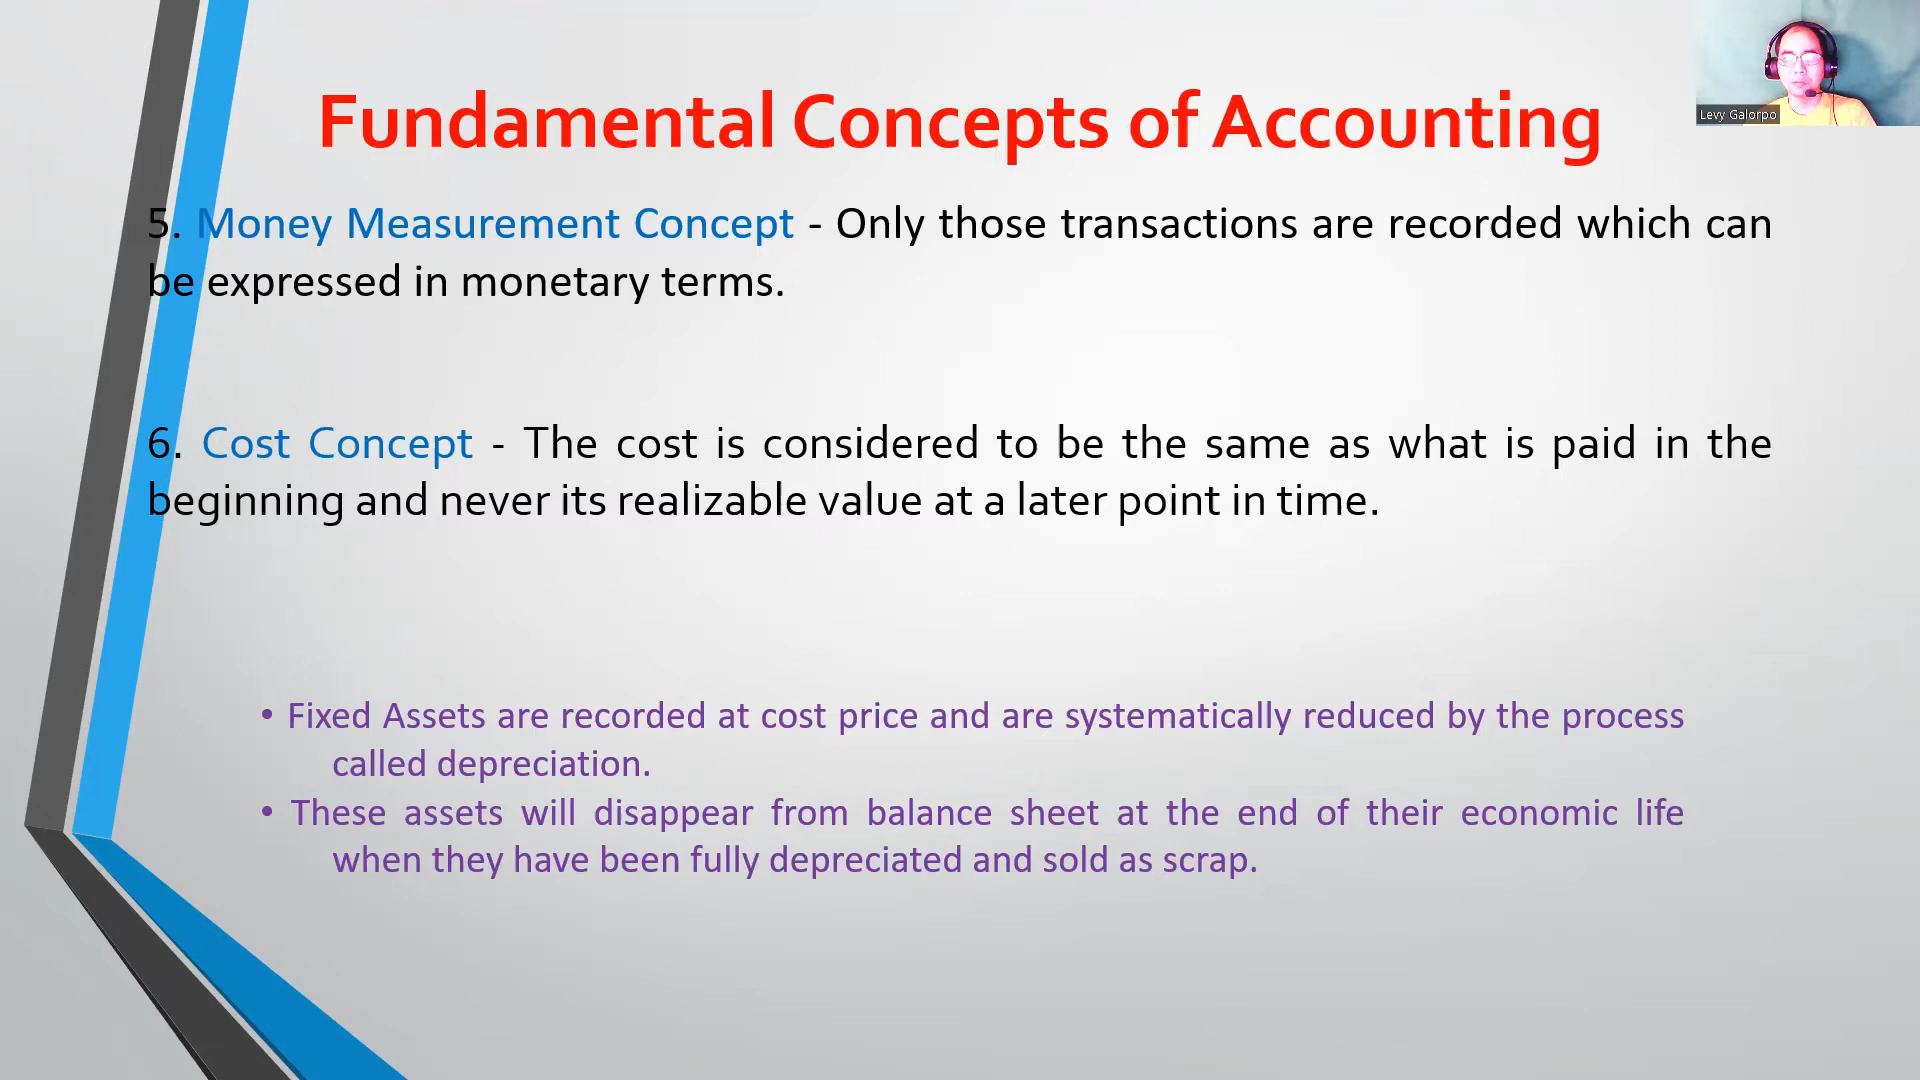 Fundamental Concepts of Accounting
Levy Galorpo
5. Money Measurement Concept - Only those transactions are recorded which can
be expressed in monetary terms.
6. Cost Concept - The cost is considered to be the same as what is paid in the
beginning and never its realizable value at a later point in time.
• Fixed Assets are recorded at cost price and are systematically reduced by the process
called depreciation.
• These assets will disappear from balance sheet at the end of their economic life
when they have been fully depreciated and sold as scrap.